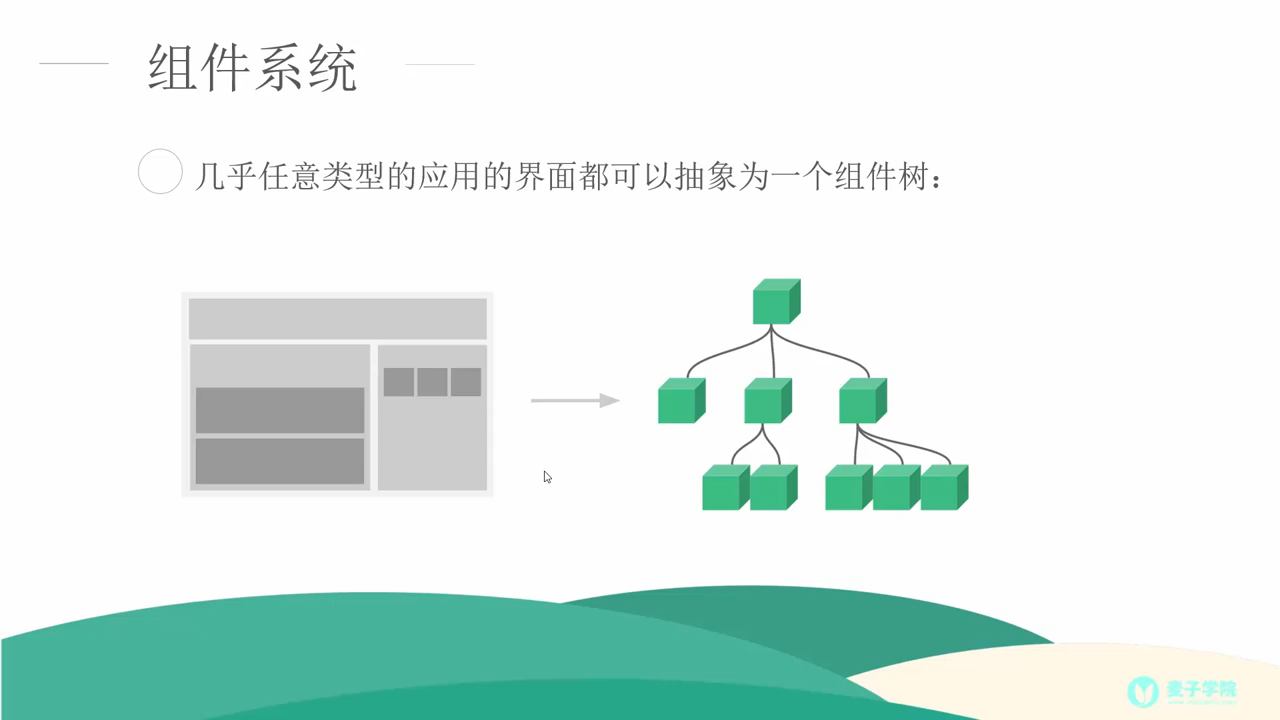 组件系统
几乎任意类型的应用的界面都可以抽象为一个组件树：
麦子学院